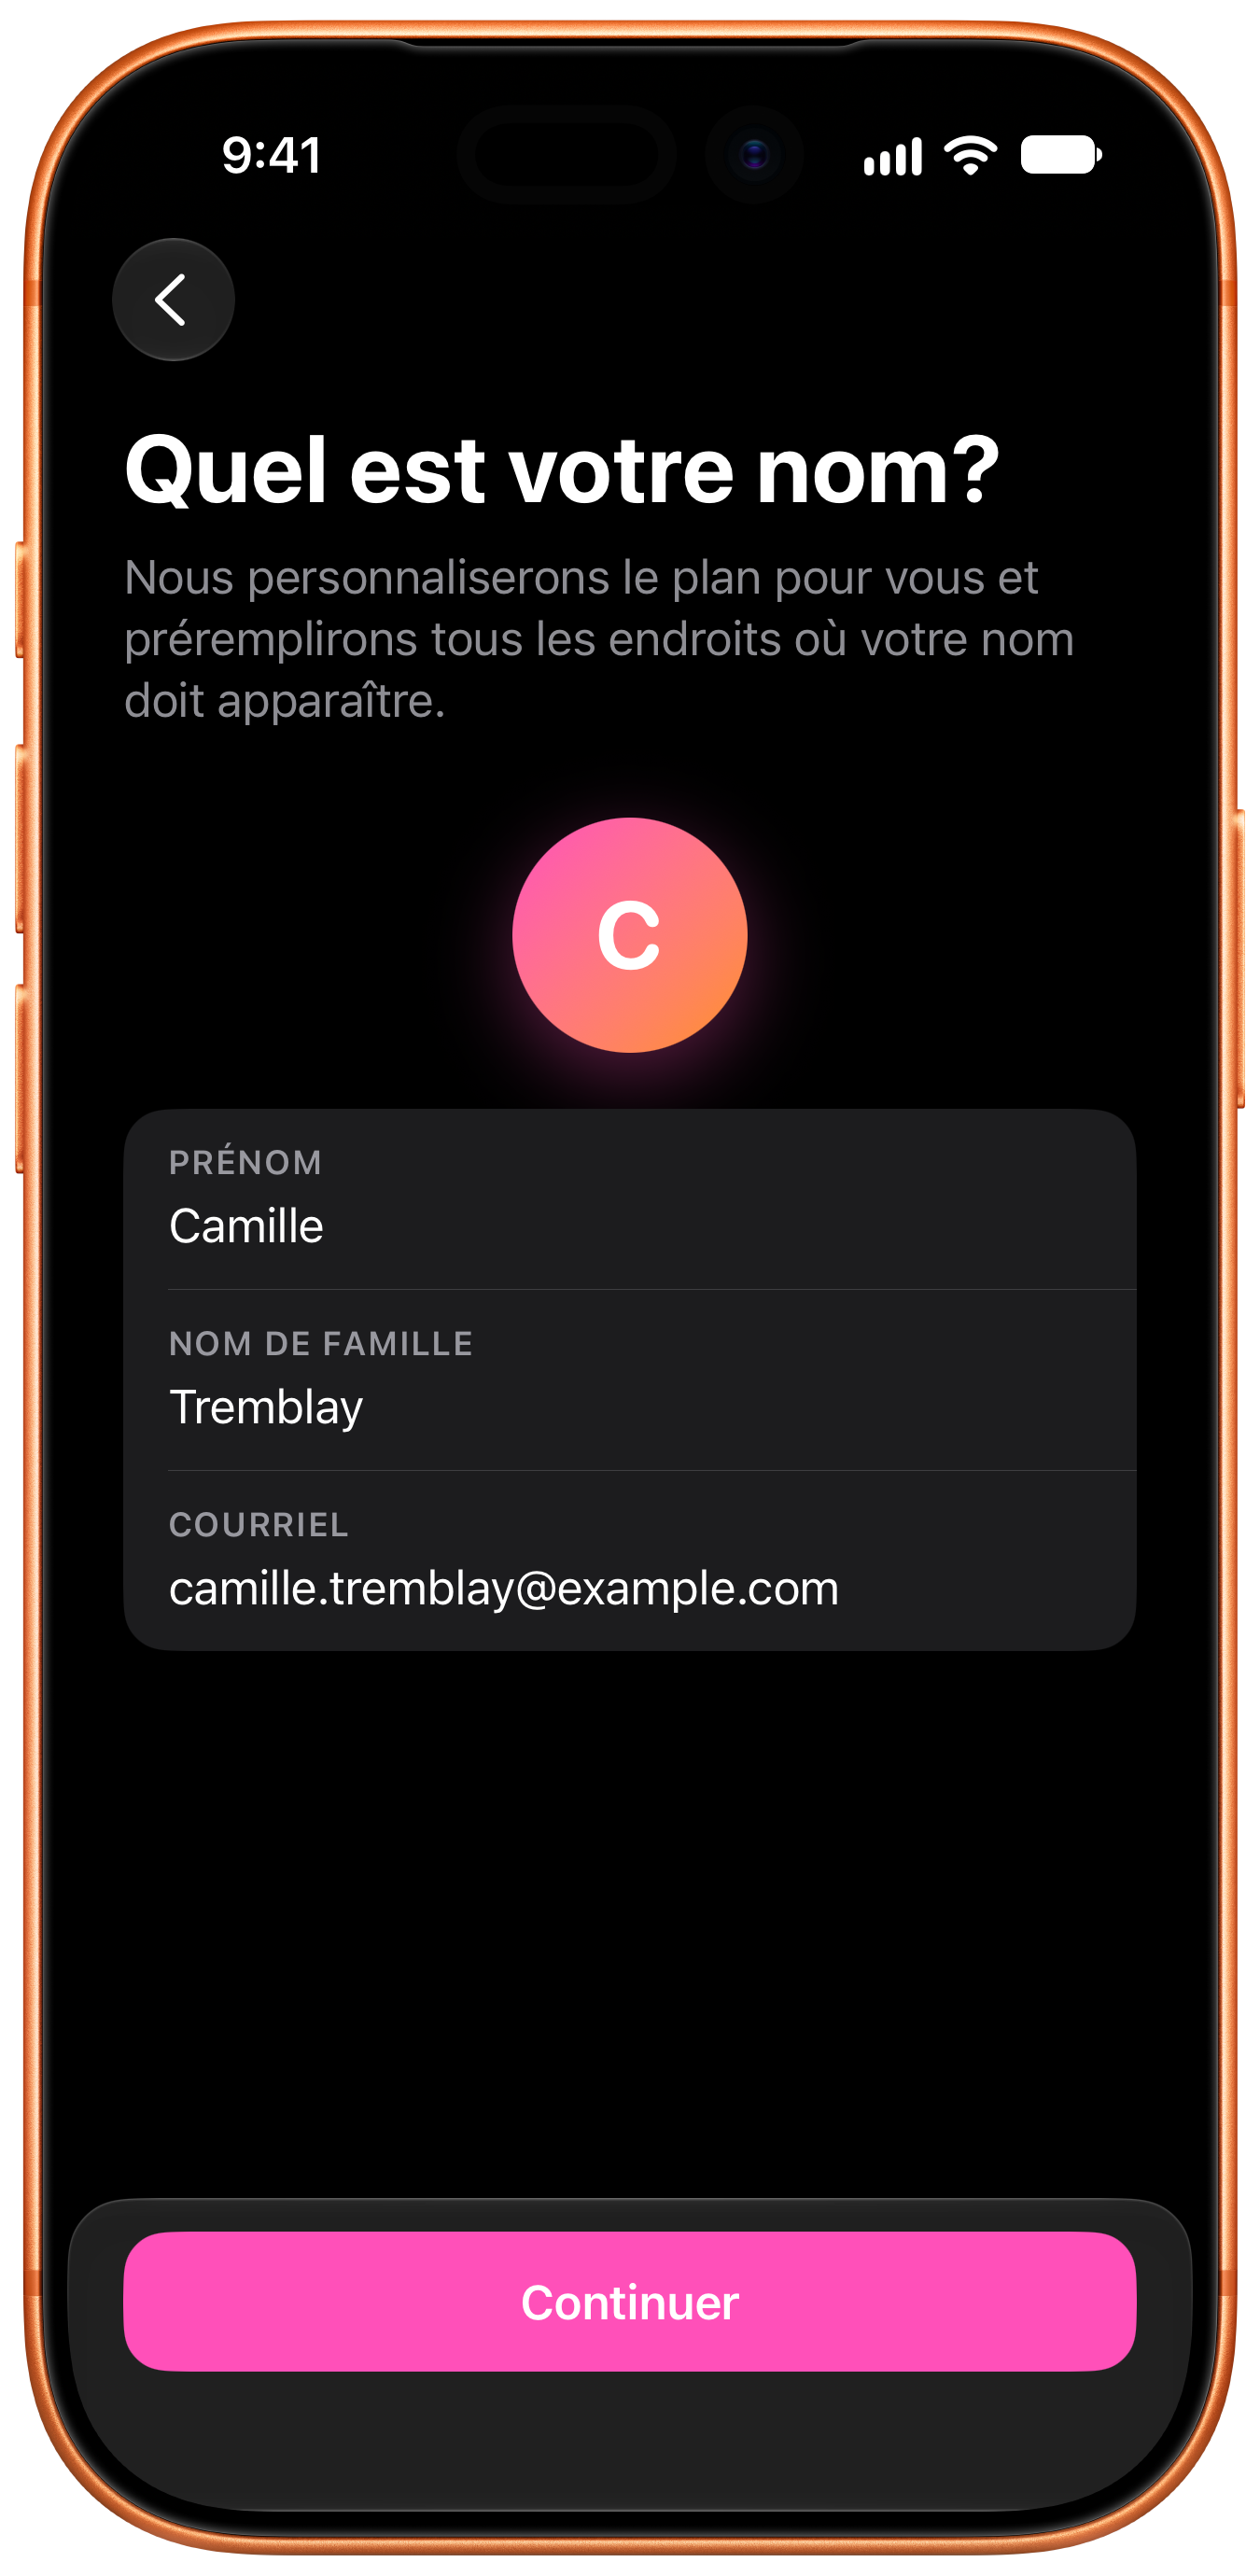 9:41
Quel est votre nom?
Nous personnaliserons le plan pour vous et
préremplirons tous les endroits où votre nom
doit apparaître.
C
PRÉNOM
Camille
NOM DE FAMILLE
Tremblay
COURRIEL
camille.tremblay@example.com
Continuer